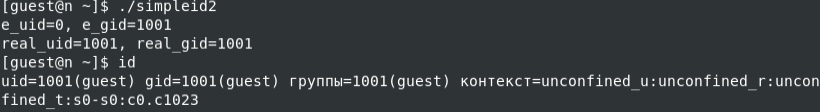 [guest@n ~]$ ./simpleid2
e_uid=0, e_gid=1001
real_uid=1001, real_gid=1001
[guest@n ~]$ id
uid=1001(guest) gid=1001(guest) группы=1001(guest) контекст=unconfined_u:unconfined_r:uncon
fined_t:s0-s0:c0.c1023